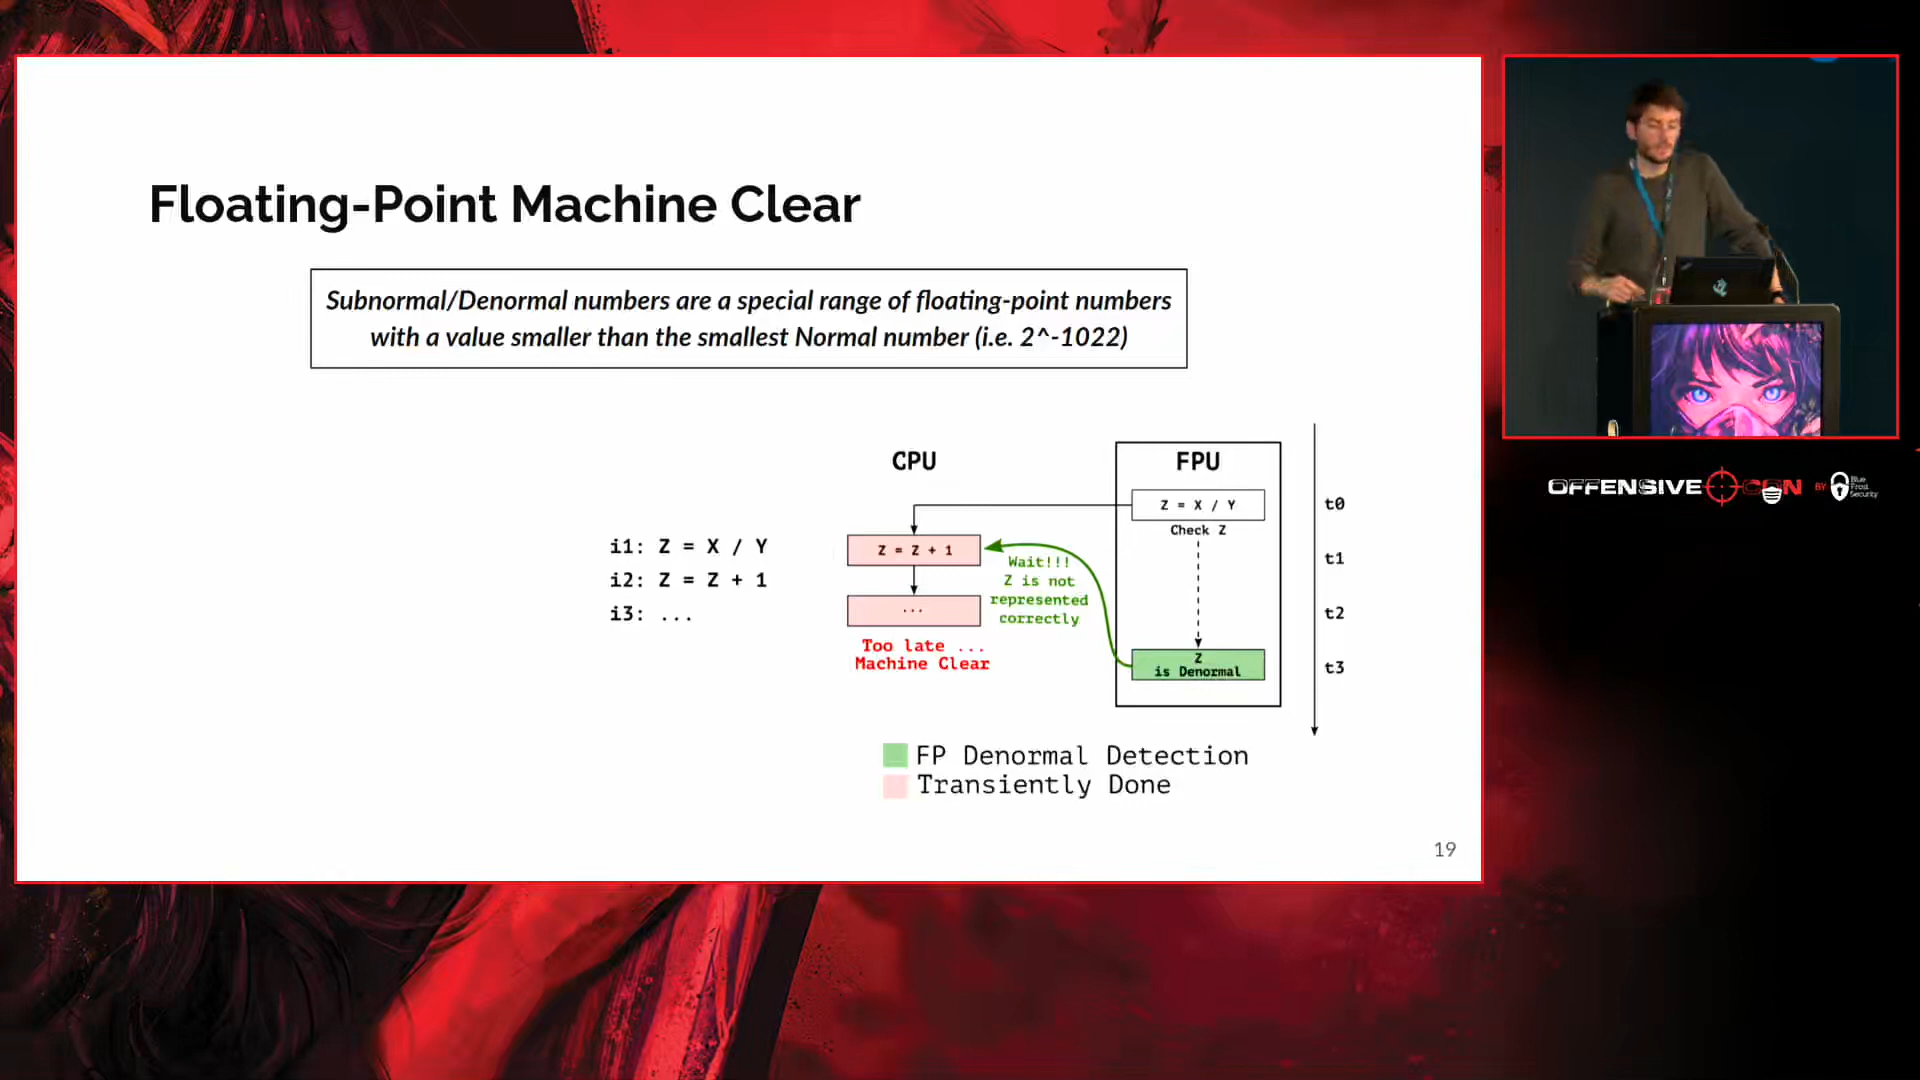 Floating-Point Machine Clear
Subnormal/Denormal numbers are a special range of floating-point numbers
with a value smaller than the smallest Normal number (i.e. 2^-1022)
i1: Z = X / Y
i2: Z = Z + 1
i3: ...
CPU
Z = Z + 1
...
Too late ...
Machine Clear
Wait!!!
Z is not
represented
correctly
FPU
Z = X / Y
Check Z
Z
is Denormal
t0
t1
t2
t3
FP Denormal Detection
Transiently Done
19
OFFENSIVE CON BY Blue Frost Security